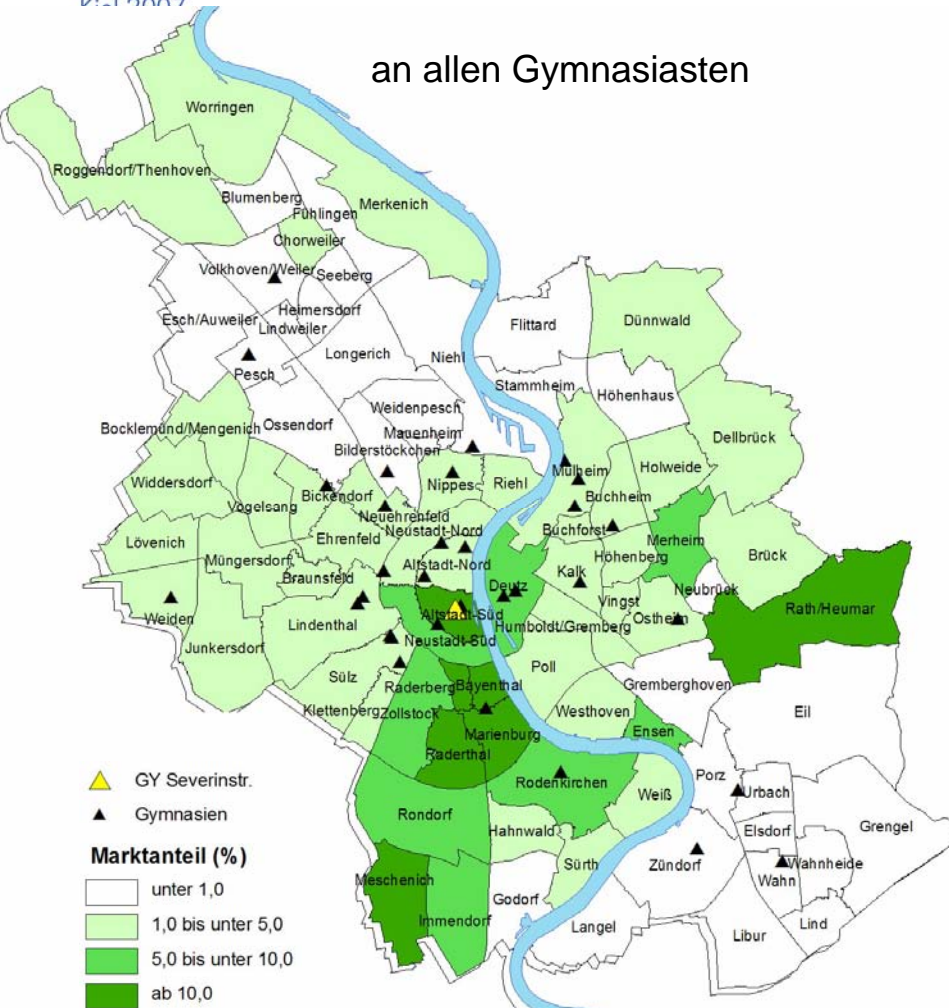 Kiel 2007
an allen Gymnasiasten
Worringen
Roggendorf/Thenhoven
Blumenberg
Fühlingen
Merkenich
Chorweiler
Volkhoven/Weiler
Seeberg
Heimersdorf
Esch/Auweiler
Lindweiler
Flittard
Dünnwald
Longerich
Niehl
Pesch
Stammheim
Höhenhaus
Weidenpesch
Bocklemünd/Mengenich
Ossendorf
Mauenheim
Bilderstöckchen
Dellbrück
Widdersdorf
Bickendorf
Nippes
Riehl
Mülheim
Holweide
Vogelsang
Buchheim
Neuehrenfeld
Neustadt-Nord
Buchforst
Lövenich
Ehrenfeld
Merheim
Müngersdorf
Altstadt-Nord
Höhenberg
Brück
Braunsfeld
Kalk
Deutz
Neubrück
Vingst
Rath/Heumar
Weiden
Lindenthal
Altstadt-Süd
Ostheim
Humboldt/Gremberg
Junkersdorf
Neustadt-Süd
Sülz
Poll
Raderberg
Bayenthal
Gremberghoven
Klettenberg
Zollstock
Westhoven
Eil
Marienburg
Ensen
Raderthal
Rodenkirchen
Porz
Urbach
Weiß
Rondorf
Hahnwald
Elsdorf
Grengel
Sürth
Zündorf
Wahnheide
Meschenich
Wahn
Godorf
Immendorf
Langel
Lind
Libur
GY Severinstr.
Gymnasien
Marktanteil (%)
unter 1,0
1,0 bis unter 5,0
5,0 bis unter 10,0
ab 10,0